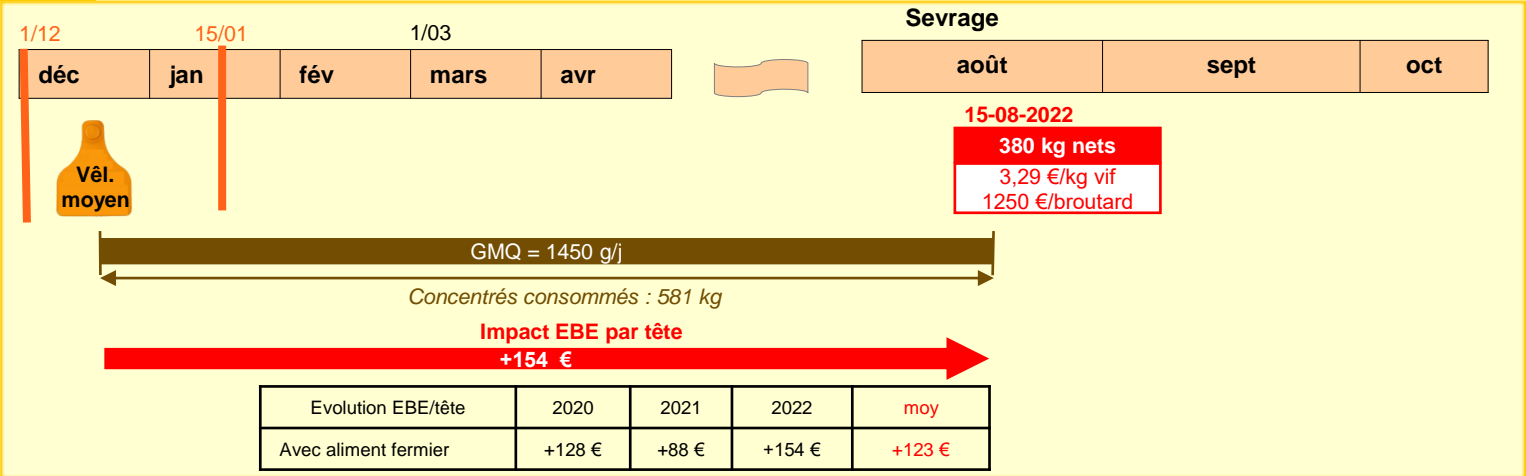 Sevrage
1/12 15/01 1/03
déc jan fév mars avr août sept oct
15-08-2022
380 kg nets
3,29 €/kg vif
1250 €/broutard
Vêl.
moyen
GMQ = 1450 g/j
Concentrés consommés : 581 kg
Impact EBE par tête
+154 €
Evolution EBE/tête 2020 2021 2022 moy
Avec aliment fermier +128 € +88 € +154 € +123 €